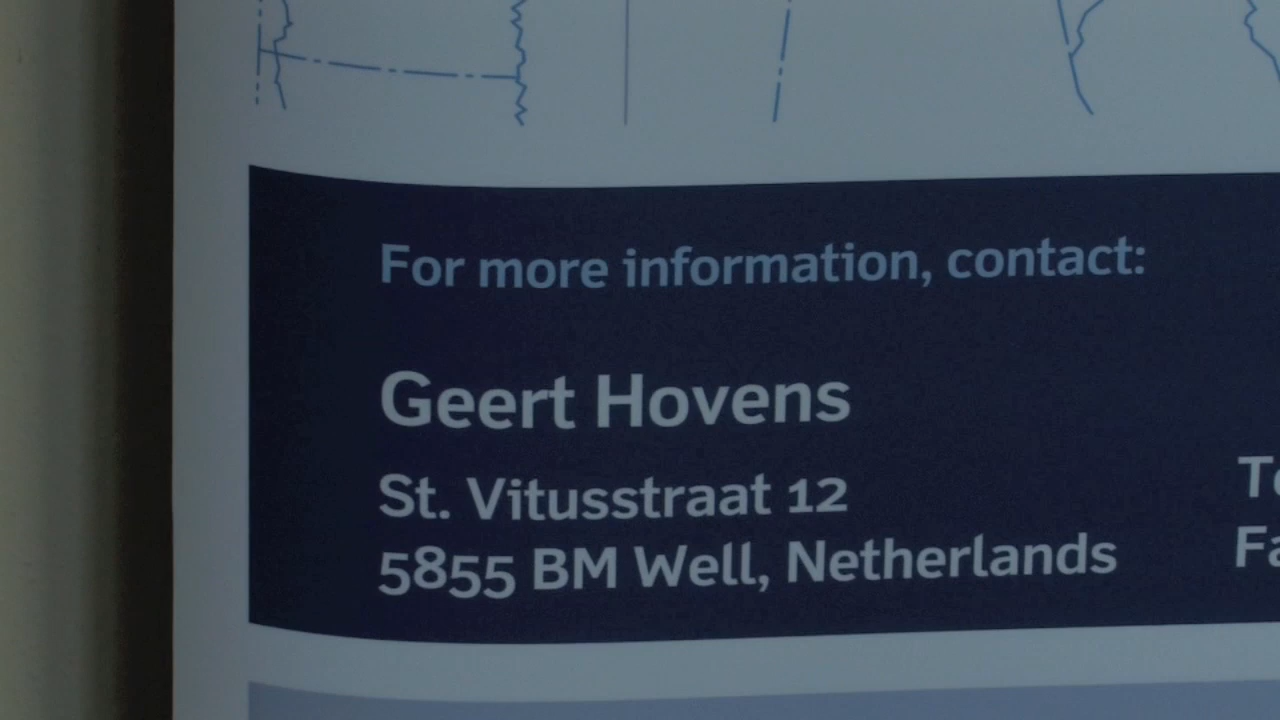 For more information, contact:
Geert Hovens
St. Vitusstraat 12
5855 BM Well, Netherlands